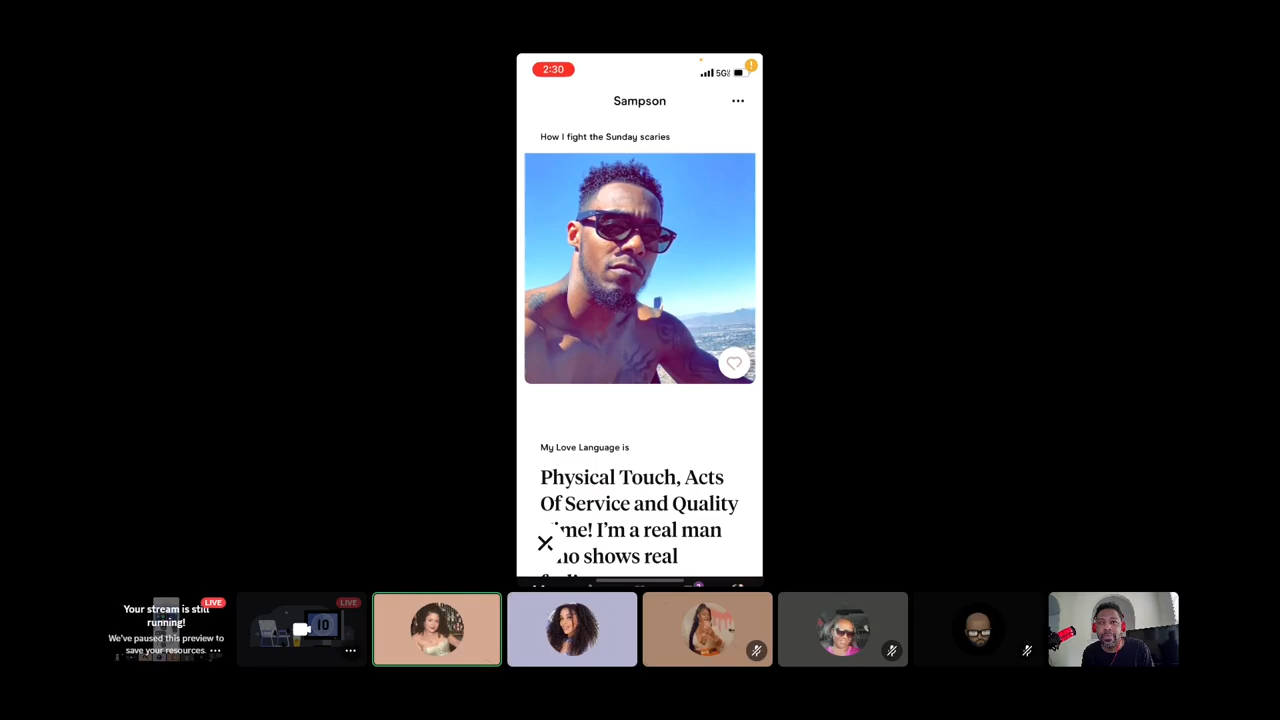 2:30
5G
Sampson
How I fight the Sunday scaries
My Love Language is
Physical Touch, Acts
Of Service and Quality
ime! I'm a real man
ho shows real
Your stream is still
running!
We've paused this preview to
save your resources.
LIVE
LIVE
10